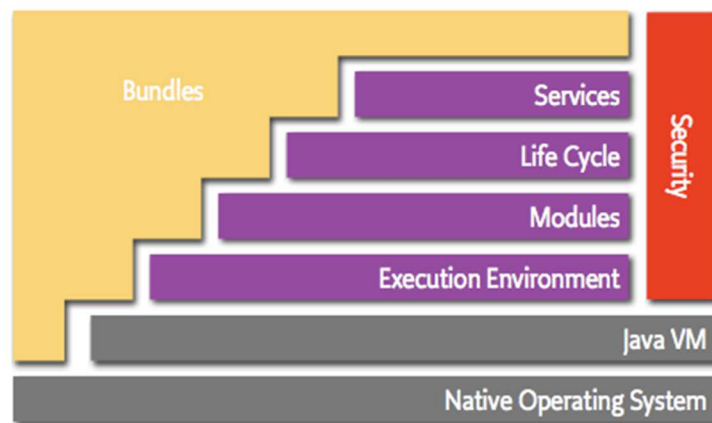 Bundles
Services
Life Cycle
Modules
Execution Environment
Security
Java VM
Native Operating System